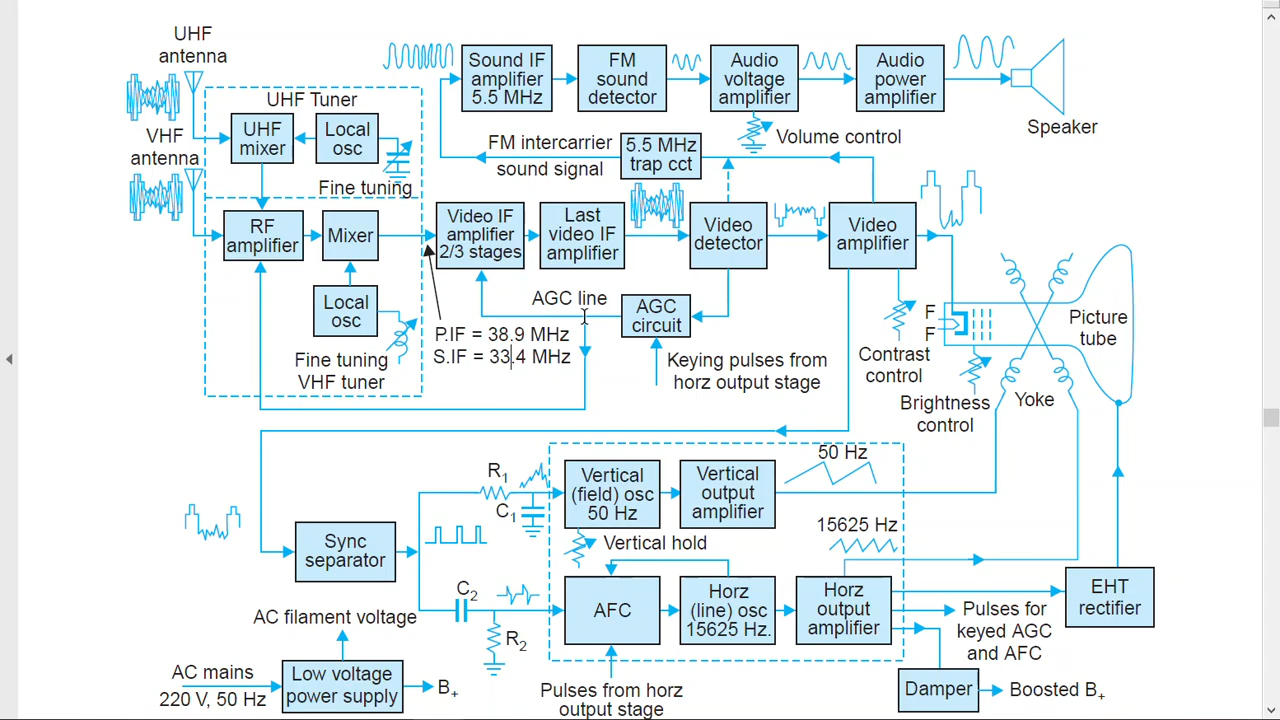 UHF
antenna
VHF
antenna
UHF Tuner
UHF
mixer
Local
osc
Fine tuning
RF
amplifier
Mixer
Local
osc
Fine tuning
VHF tuner
Sound IF
amplifier
5.5 MHz
FM
sound
detector
Audio
voltage
amplifier
Audio
power
amplifier
Speaker
Volume control
FM intercarrier
sound signal
5.5 MHz
trap cct
Video IF
amplifier
2/3 stages
Last
video IF
amplifier
Video
detector
Video
amplifier
AGC line
AGC
circuit
P.IF = 38.9 MHz
S.IF = 33.4 MHz
Keying pulses from
horz output stage
Contrast
control
F
F
Brightness
control
Yoke
Picture
tube
Sync
separator
R1
C1
C2
R2
Vertical
(field) osc
50 Hz
Vertical
output
amplifier
50 Hz
Vertical hold
15625 Hz
AFC
Horz
(line) osc
15625 Hz.
Horz
output
amplifier
EHT
rectifier
Pulses for
keyed AGC
and AFC
Pulses from horz
output stage
Damper
Boosted B+
AC filament voltage
AC mains
220 V, 50 Hz
Low voltage
power supply
B+